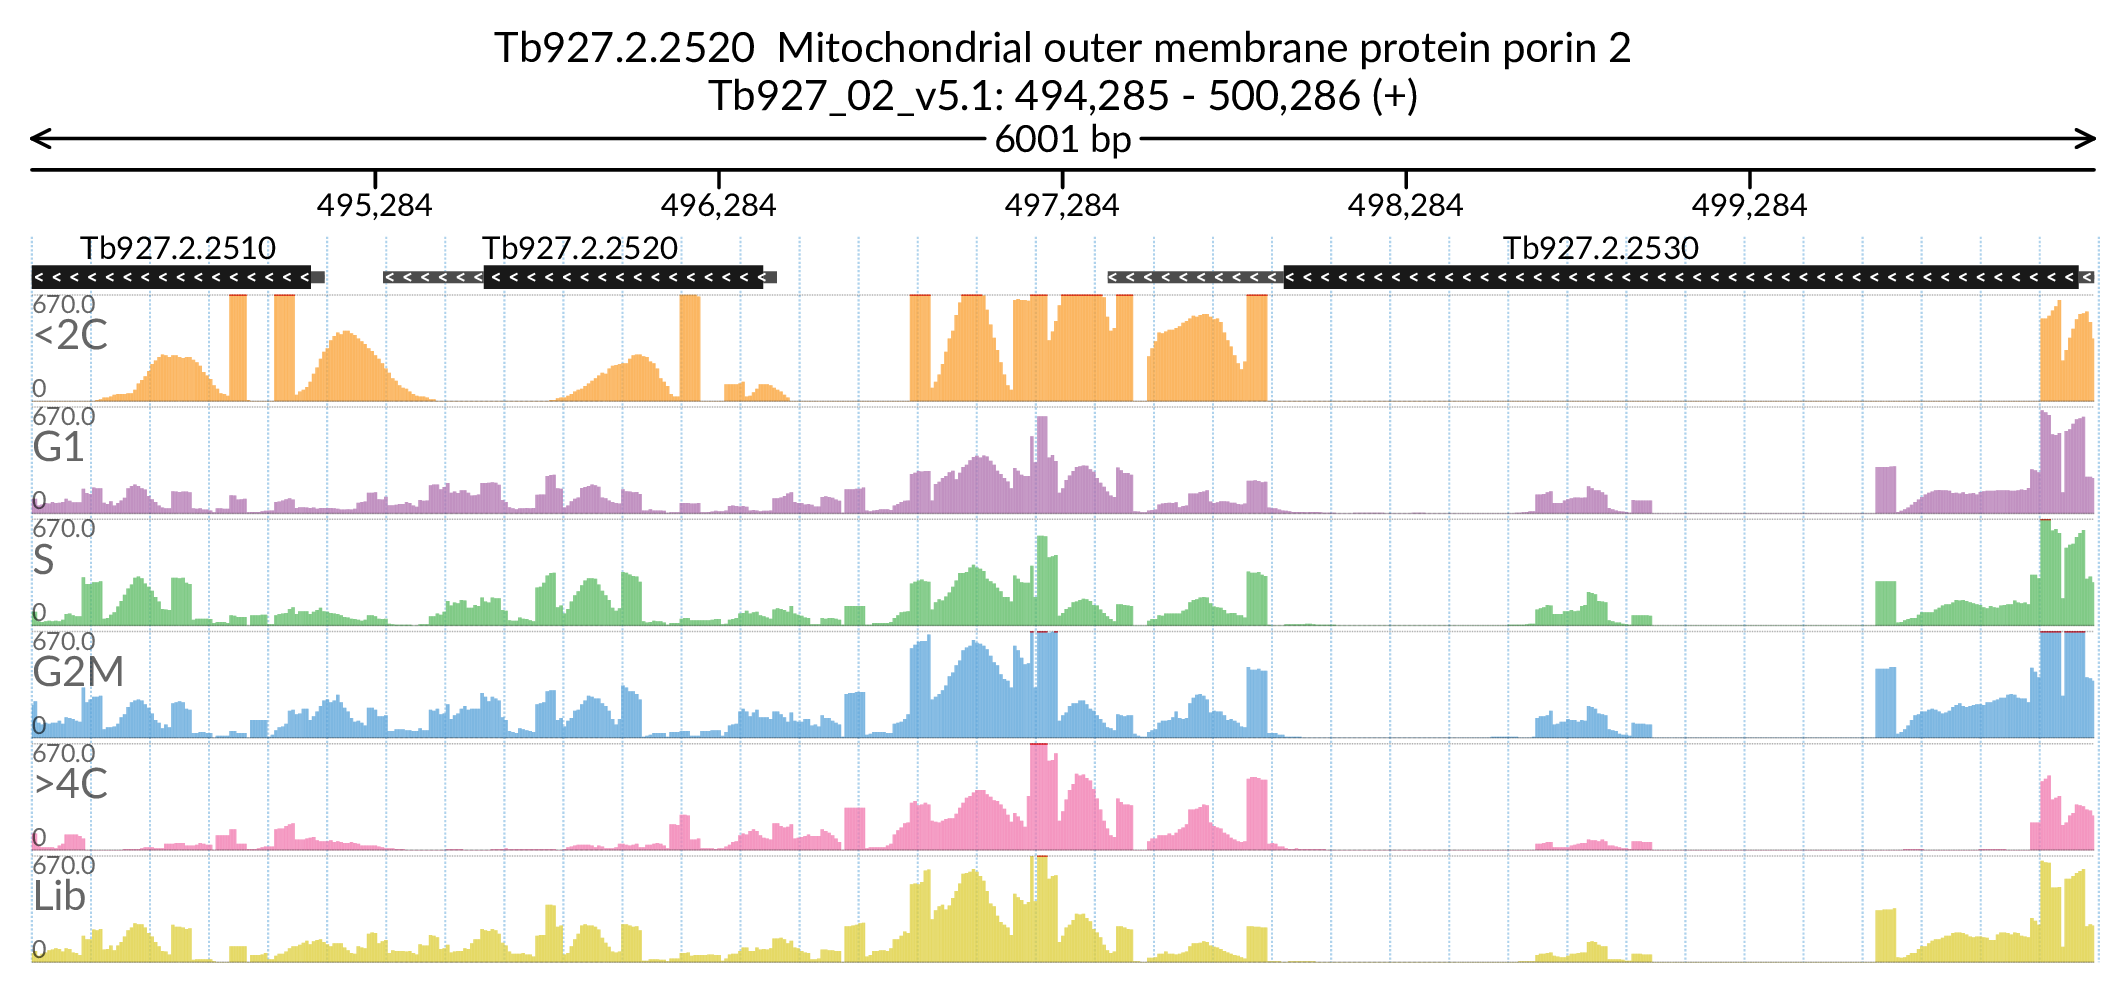 Tb927.2.2520  Mitochondrial outer membrane protein porin 2
Tb927_02_v5.1: 494,285 - 500,286 (+)
6001 bp
495,284 496,284 497,284 498,284 499,284
Tb927.2.2510 Tb927.2.2520 Tb927.2.2530
670.0
<2C
0
670.0
G1
0
670.0
S
0
670.0
G2M
0
670.0
>4C
0
670.0
Lib
0